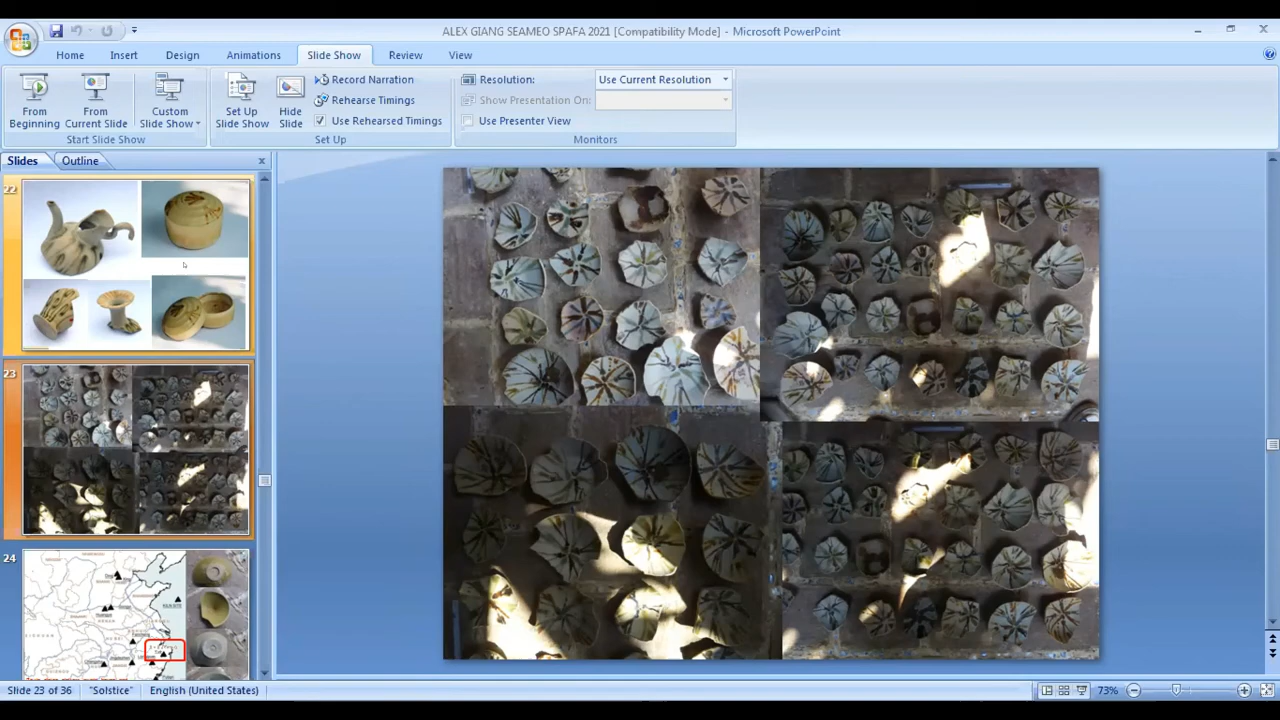 ALEX GIANG SEAMEO SPAFA 2021 [Compatibility Mode] - Microsoft PowerPoint
Home Insert Design Animations Slide Show Review View
From Beginning
From Current Slide
Custom Slide Show
Start Slide Show
Set Up Slide Show
Hide Slide
Record Narration
Rehearse Timings
Use Rehearsed Timings
Set Up
Resolution: Use Current Resolution
Show Presentation On:
Use Presenter View
Monitors
Slides Outline
22
23
24
Slide 23 of 36 "Solstice" English (United States) 73%